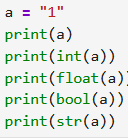 a = "1"
print(a)
print(int(a))
print(float(a))
print(bool(a))
print(str(a))